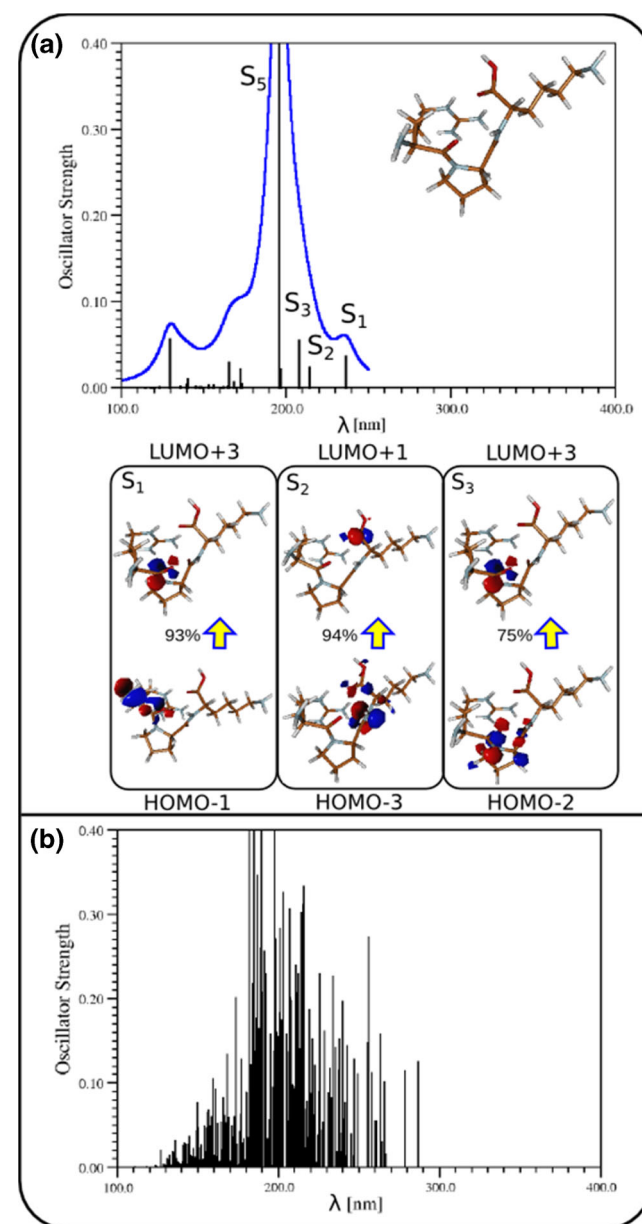 (a)
0.40
0.30
0.20
0.10
0.00
Oscillator Strength
S5
S3
S2
S1
100.0 200.0 300.0 400.0
λ [nm]
LUMO+3 LUMO+1 LUMO+3
S1 S2 S3
93% 94% 75%
HOMO-1 HOMO-3 HOMO-2
(b)
0.40
0.30
0.20
0.10
0.00
Oscillator Strength
100.0 200.0 300.0 400.0
λ [nm]